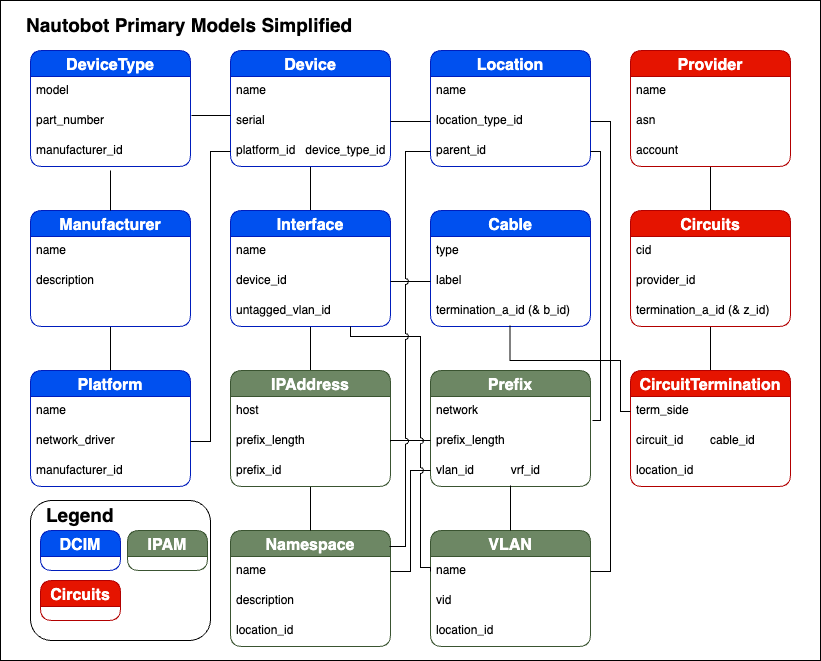 Nautobot Primary Models Simplified
DeviceType
model
part_number
manufacturer_id
Device
name
serial
platform_id device_type_id
Location
name
location_type_id
parent_id
Provider
name
asn
account
Manufacturer
name
description
Interface
name
device_id
untagged_vlan_id
Cable
type
label
termination_a_id (& b_id)
Circuits
cid
provider_id
termination_a_id (& z_id)
Platform
name
network_driver
manufacturer_id
IPAddress
host
prefix_length
prefix_id
Prefix
network
prefix_length
vlan_id vrf_id
CircuitTermination
term_side
circuit_id cable_id
location_id
Legend
DCIM IPAM
Circuits
Namespace
name
description
location_id
VLAN
name
vid
location_id